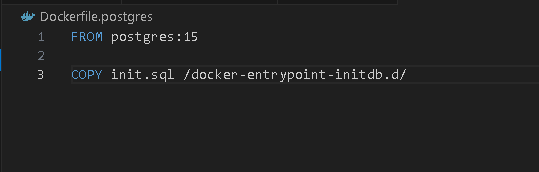 Dockerfile.postgres
1 FROM postgres:15
2
3 COPY init.sql /docker-entrypoint-initdb.d/